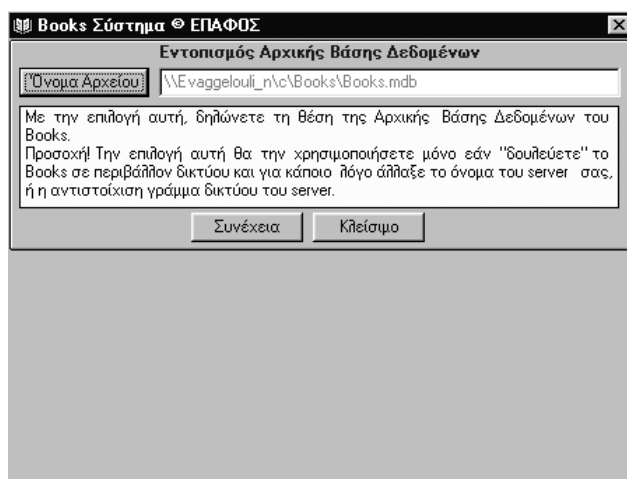 Books Σύστημα © ΕΠΑΦΟΣ
Εντοπισμός Αρχικής Βάσης Δεδομένων
Όνομα Αρχείου \\Evaggelouli_n\c\Books\Books.mdb
Με την επιλογή αυτή, δηλώνετε τη θέση της Αρχικής Βάσης Δεδομένων του
Books.
Προσοχή! Την επιλογή αυτή θα την χρησιμοποιήσετε μόνο εάν "δουλεύετε" το
Books σε περιβάλλον δικτύου και για κάποιο λόγο άλλαξε το όνομα του server σας,
ή η αντιστοίχιση γράμμα δικτύου του server.
Συνέχεια Κλείσιμο